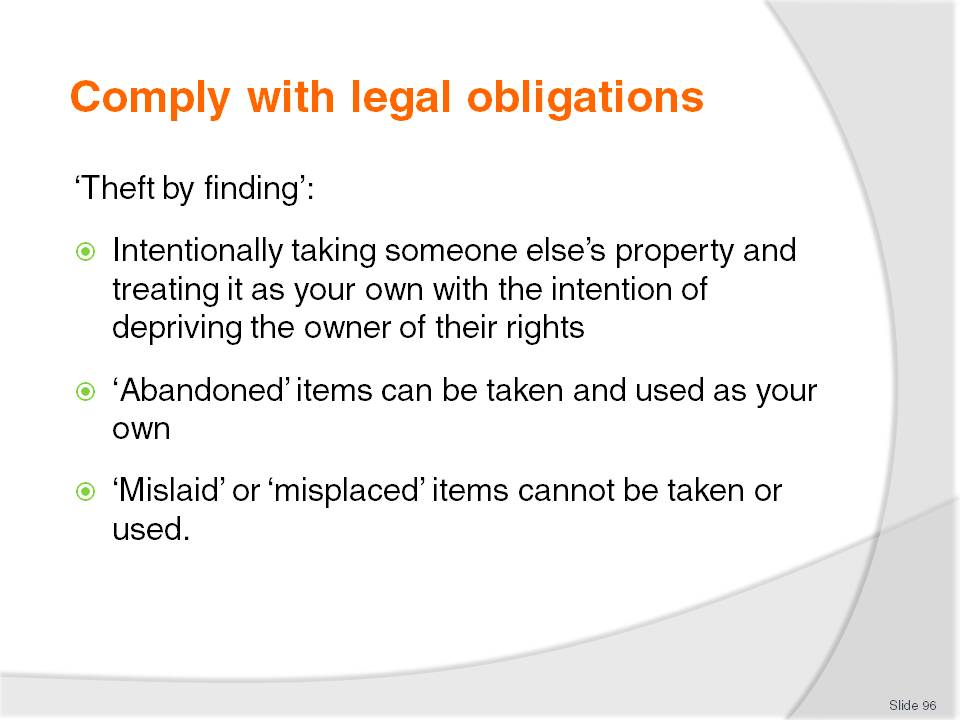 Comply with legal obligations
‘Theft by finding’:
Intentionally taking someone else’s property and
treating it as your own with the intention of
depriving the owner of their rights
‘Abandoned’ items can be taken and used as your
own
‘Mislaid’ or ‘misplaced’ items cannot be taken or
used.
Slide 96